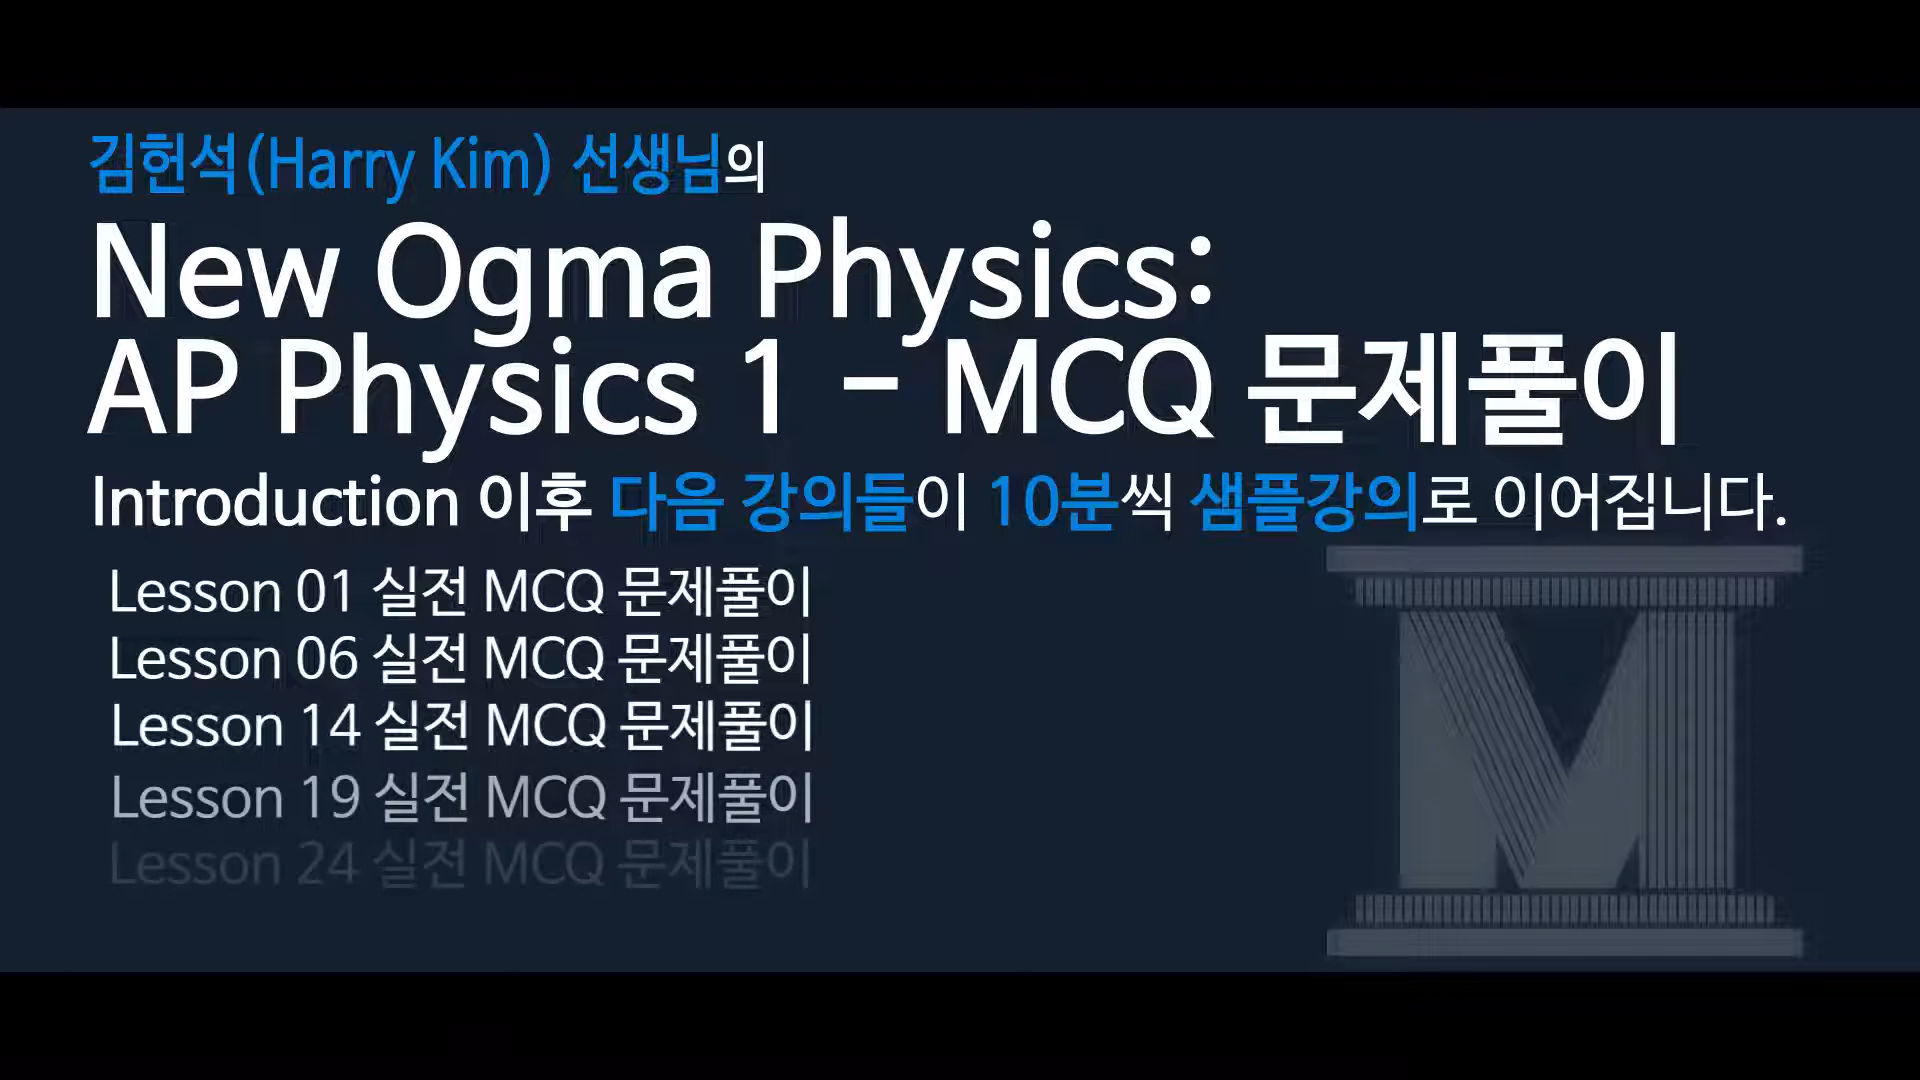 김헌석(Harry Kim) 선생님의
New Ogma Physics:
AP Physics 1 - MCQ 문제풀이
Introduction 이후 다음 강의들이 10분씩 샘플강의로 이어집니다.
Lesson 01 실전 MCQ 문제풀이
Lesson 06 실전 MCQ 문제풀이
Lesson 14 실전 MCQ 문제풀이
Lesson 19 실전 MCQ 문제풀이
Lesson 24 실전 MCQ 문제풀이
M